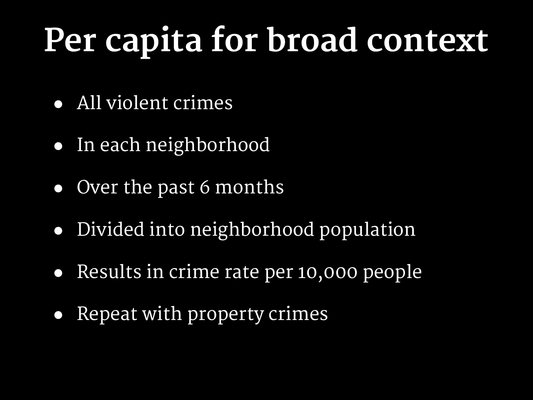 Per capita for broad context
● All violent crimes
● In each neighborhood
● Over the past 6 months
● Divided into neighborhood population
● Results in crime rate per 10,000 people
● Repeat with property crimes